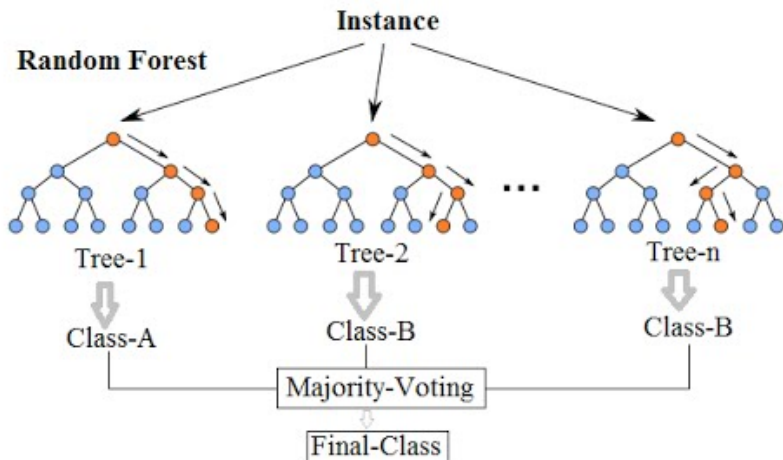 Instance
Random Forest
...
Tree-1
Tree-2
Tree-n
Class-A
Class-B
Class-B
Majority-Voting
Final-Class